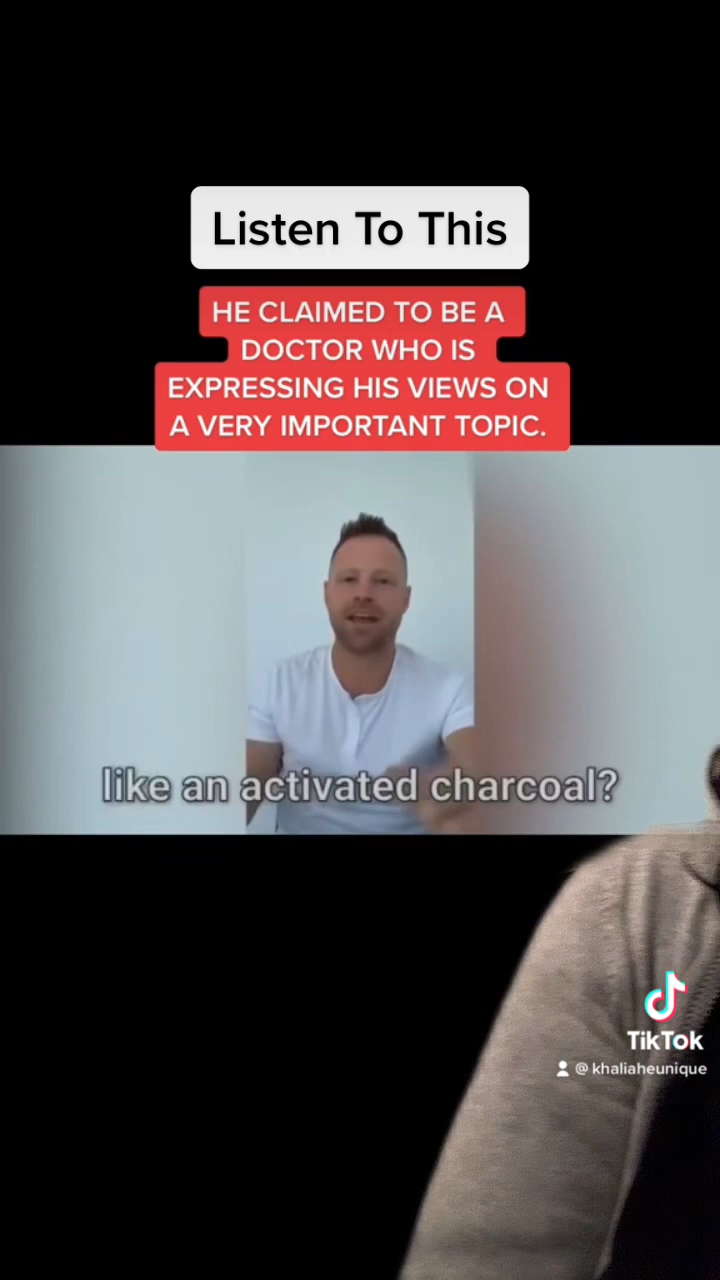 Listen To This
HE CLAIMED TO BE A
DOCTOR WHO IS
EXPRESSING HIS VIEWS ON
A VERY IMPORTANT TOPIC.
like an activated charcoal?
TikTok
@ khaliaheunique